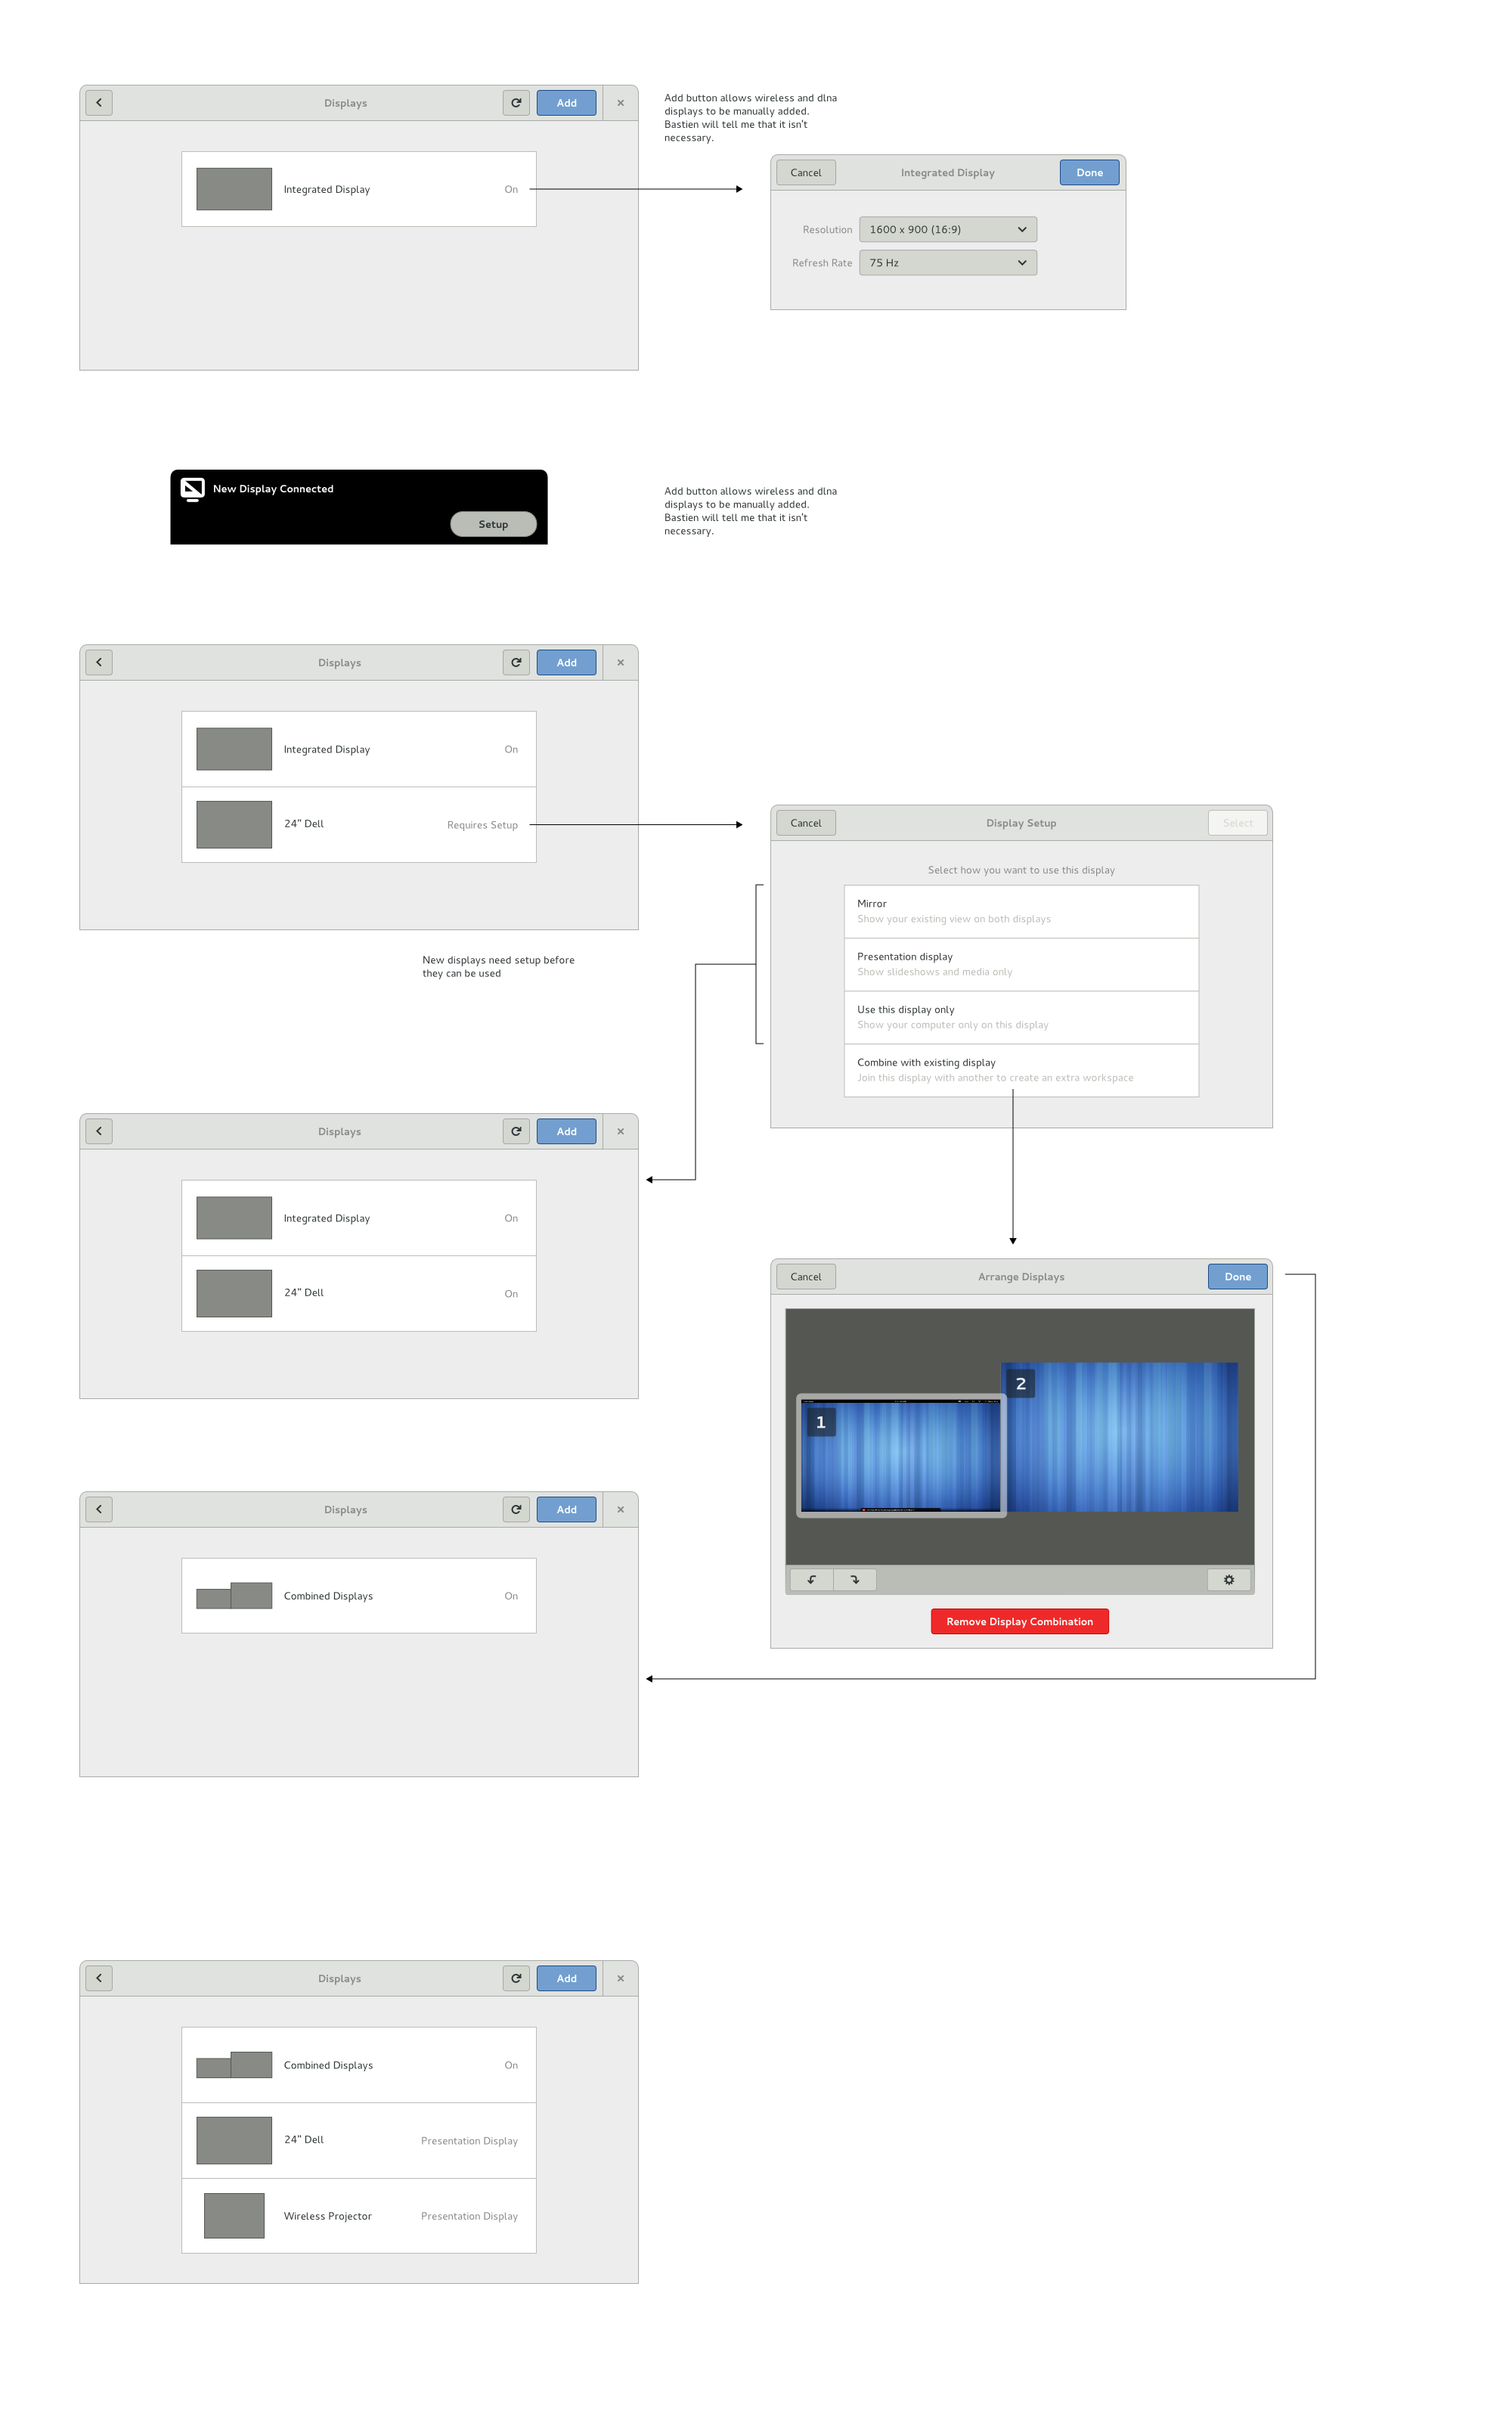 Displays
Add
Integrated Display
On
Add button allows wireless and dlna
displays to be manually added.
Bastien will tell me that it isn't
necessary.
Cancel
Integrated Display
Done
Resolution
1600 x 900 (16:9)
Refresh Rate
75 Hz
New Display Connected
Setup
Add button allows wireless and dlna
displays to be manually added.
Bastien will tell me that it isn't
necessary.
Displays
Add
Integrated Display
On
24" Dell
Requires Setup
New displays need setup before
they can be used
Cancel
Display Setup
Select
Select how you want to use this display
Mirror
Show your existing view on both displays
Presentation display
Show slideshows and media only
Use this display only
Show your computer only on this display
Combine with existing display
Join this display with another to create an extra workspace
Displays
Add
Integrated Display
On
24" Dell
On
Cancel
Arrange Displays
Done
1
2
Remove Display Combination
Displays
Add
Combined Displays
On
Displays
Add
Combined Displays
On
24" Dell
Presentation Display
Wireless Projector
Presentation Display